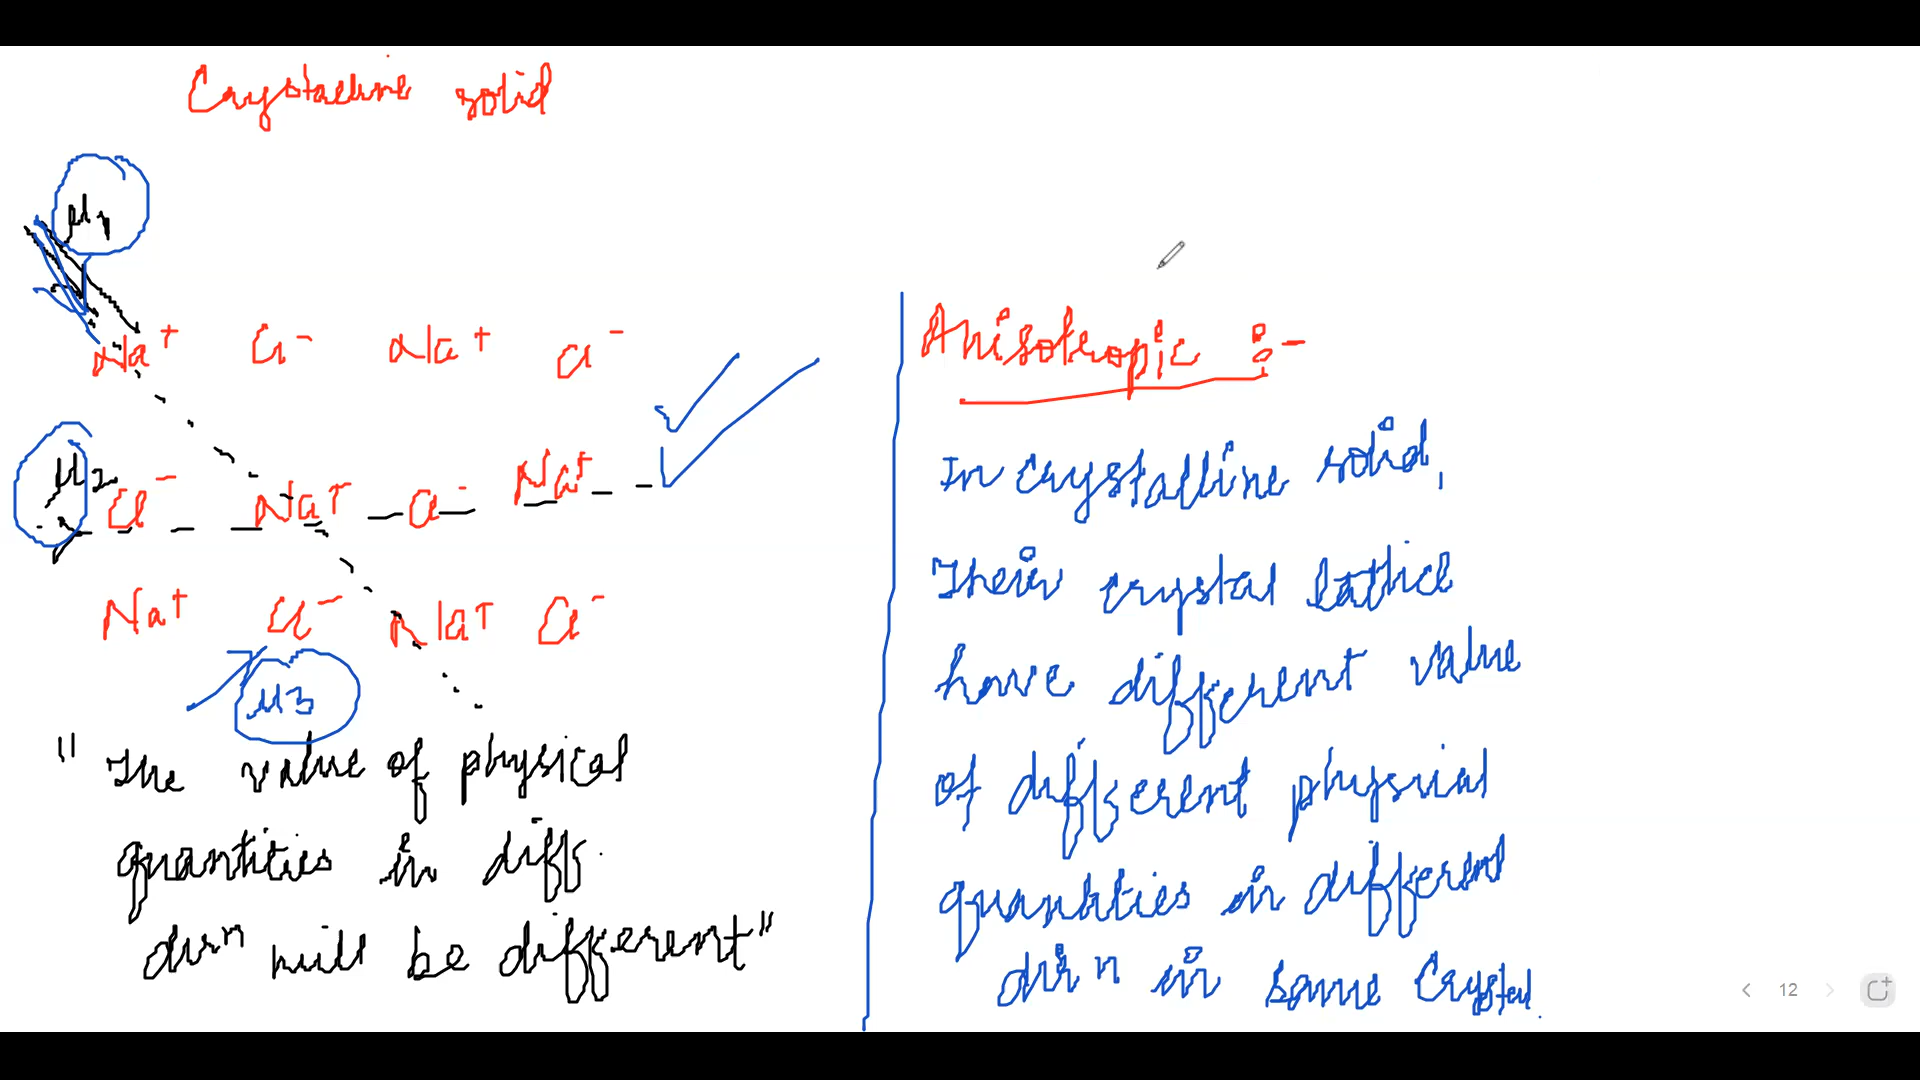 Crystalline solid
μ1
Na+ Cl- Na+ Cl-
μ2 Cl- Na+ Cl- Na+
Na+ Cl- Na+ Cl-
μ3
"The value of physical
quantities in diff.
dirn will be different"
Anisotropic :-
In crystalline solid,
Their crystal lattice
have different value
of different physical
quantities in different
dirn in same Crystal.
12